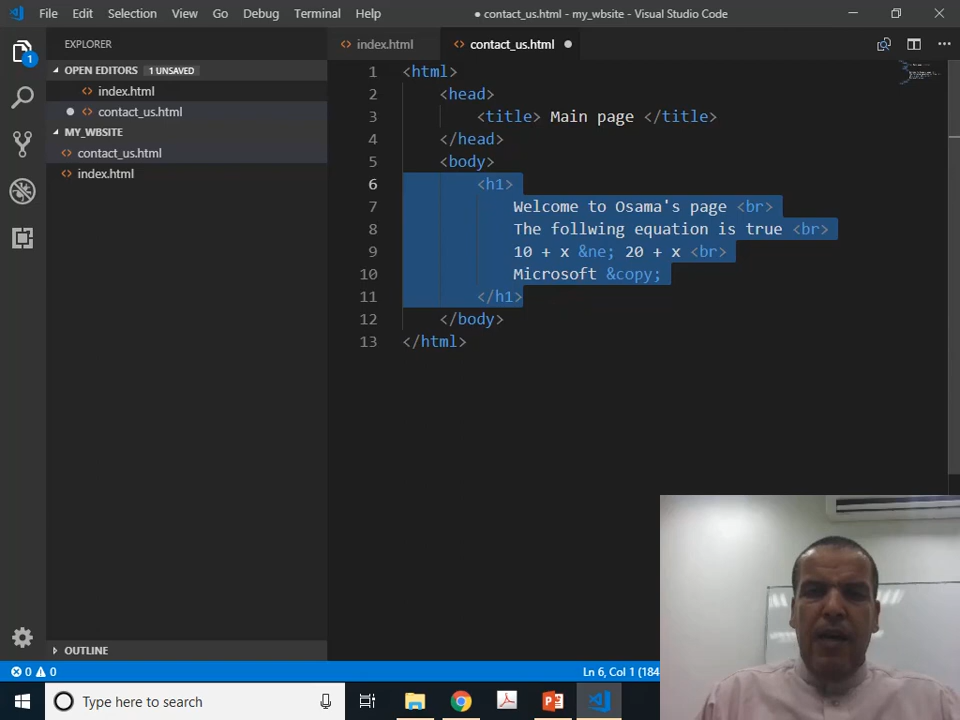 File Edit Selection View Go Debug Terminal Help
● contact_us.html - my_wbsite - Visual Studio Code
EXPLORER
index.html
contact_us.html
OPEN EDITORS 1 UNSAVED
index.html
contact_us.html
MY_WBSITE
contact_us.html
index.html
1
1 <html>
2 <head>
3 <title> Main page </title>
4 </head>
5 <body>
6 <h1>
7 Welcome to Osama's page <br>
8 The follwing equation is true <br>
9 10 + x &ne; 20 + x <br>
10 Microsoft &copy;
11 </h1>
12 </body>
13 </html>
OUTLINE
0 0
Ln 6, Col 1 (184
Type here to search